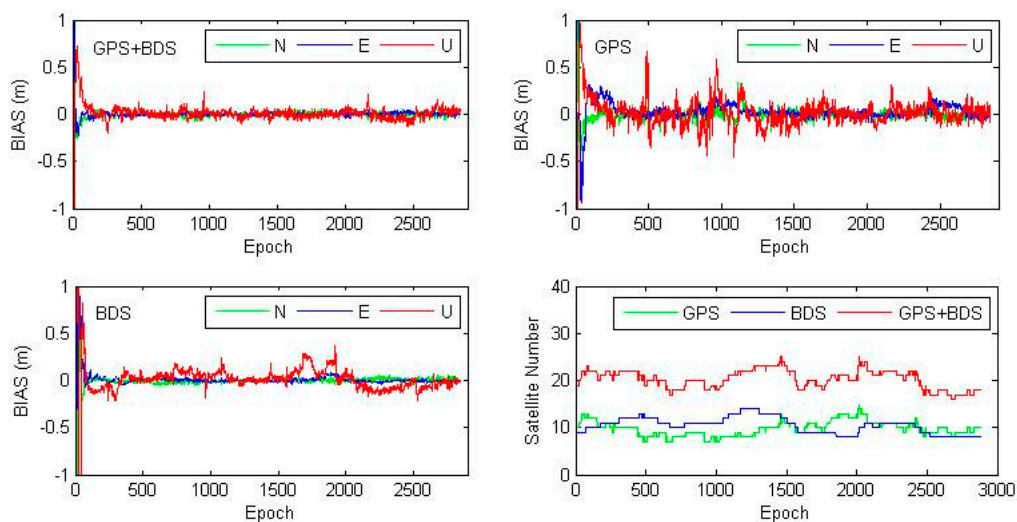 GPS+BDS
N E U
BIAS (m)
1
0.5
0
-0.5
-1
0 500 1000 1500 2000 2500
Epoch
GPS
N E U
BIAS (m)
1
0.5
0
-0.5
-1
0 500 1000 1500 2000 2500
Epoch
BDS
N E U
BIAS (m)
1
0.5
0
-0.5
-1
0 500 1000 1500 2000 2500
Epoch
GPS BDS GPS+BDS
Satellite Number
40
30
20
10
0
0 500 1000 1500 2000 2500 3000
Epoch